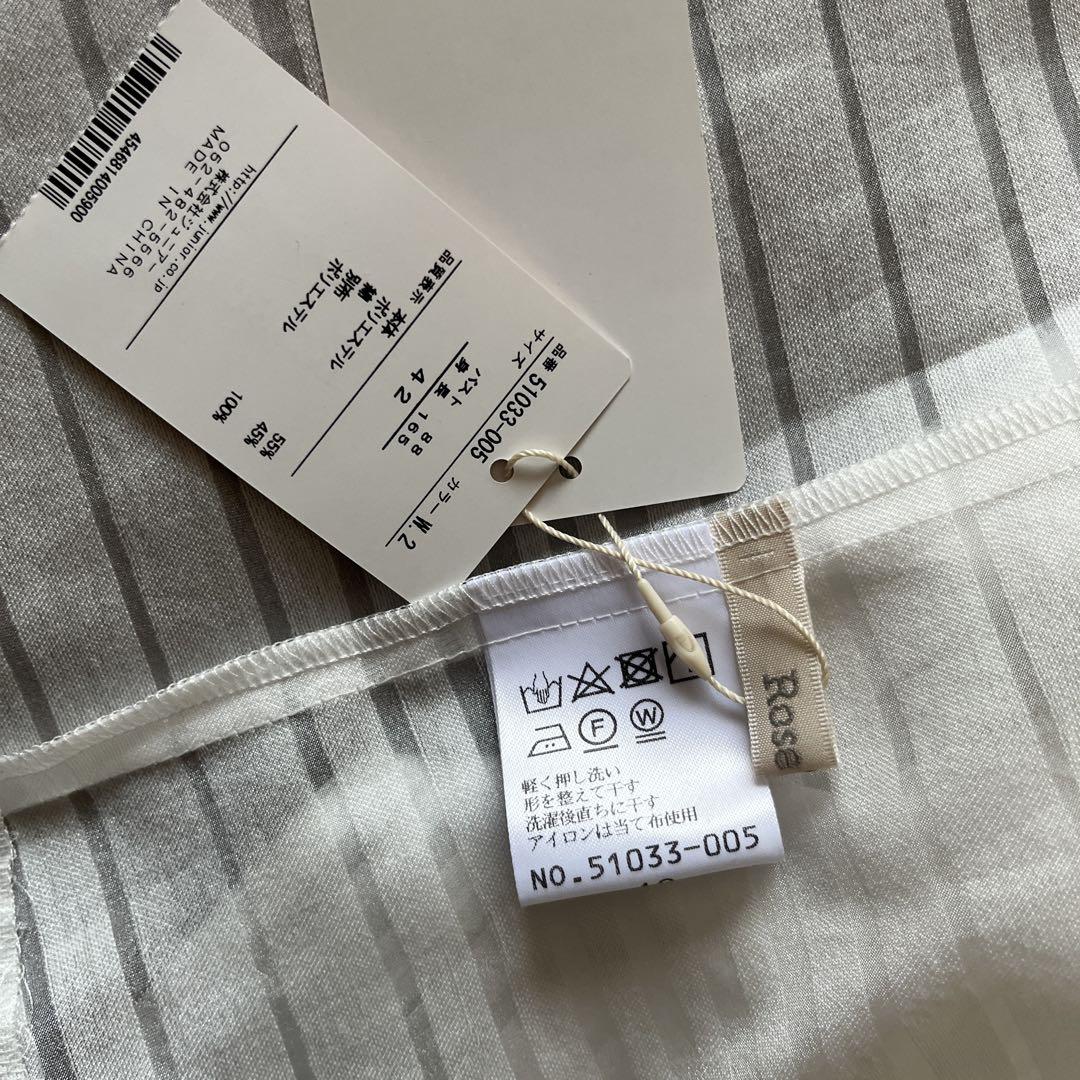 品番 51033-005 カラー W.2
サイズ
42
バスト 88
身長 165
品質表示 本体
ポリエステル 55%
綿 45%
別布
ポリエステル 100%
http://www.junior.co.jp
株式会社ジュニアー
052-482-5566
MADE IN CHINA
4546814005900
F W
軽く押し洗い
形を整えて干す
洗濯後直ちに干す
アイロンは当て布使用
NO.51033-005
Rose